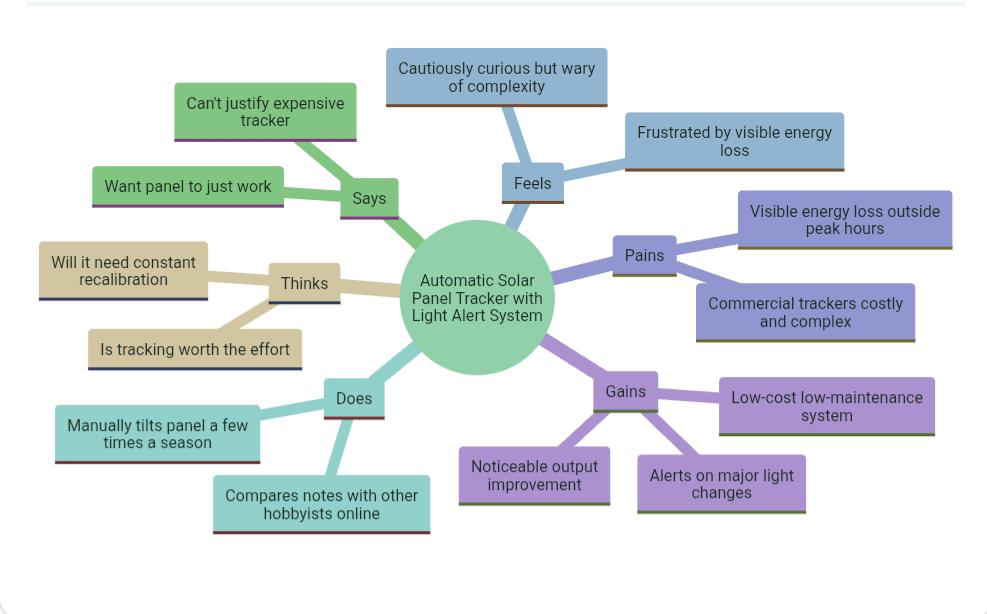 Cautiously curious but wary
of complexity
Can't justify expensive
tracker
Frustrated by visible energy
loss
Want panel to just work
Says
Feels
Visible energy loss outside
peak hours
Pains
Will it need constant
recalibration
Thinks
Automatic Solar
Panel Tracker with
Light Alert System
Commercial trackers costly
and complex
Is tracking worth the effort
Does
Gains
Low-cost low-maintenance
system
Manually tilts panel a few
times a season
Noticeable output
improvement
Alerts on major light
changes
Compares notes with other
hobbyists online